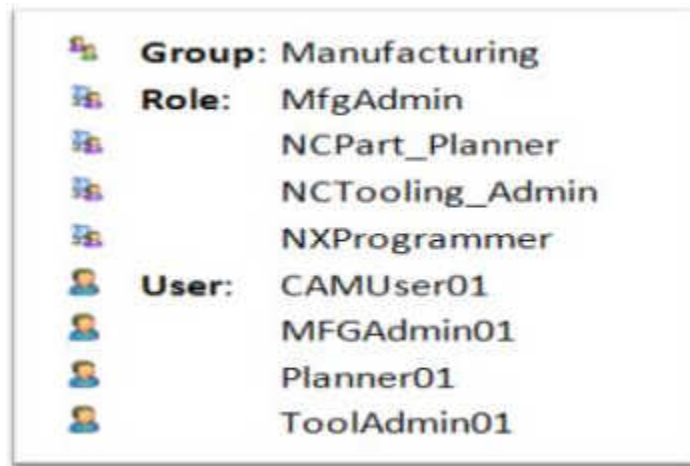 Group: Manufacturing
Role: MfgAdmin
NCPart_Planner
NCTooling_Admin
NXProgrammer
User: CAMUser01
MFGAdmin01
Planner01
ToolAdmin01